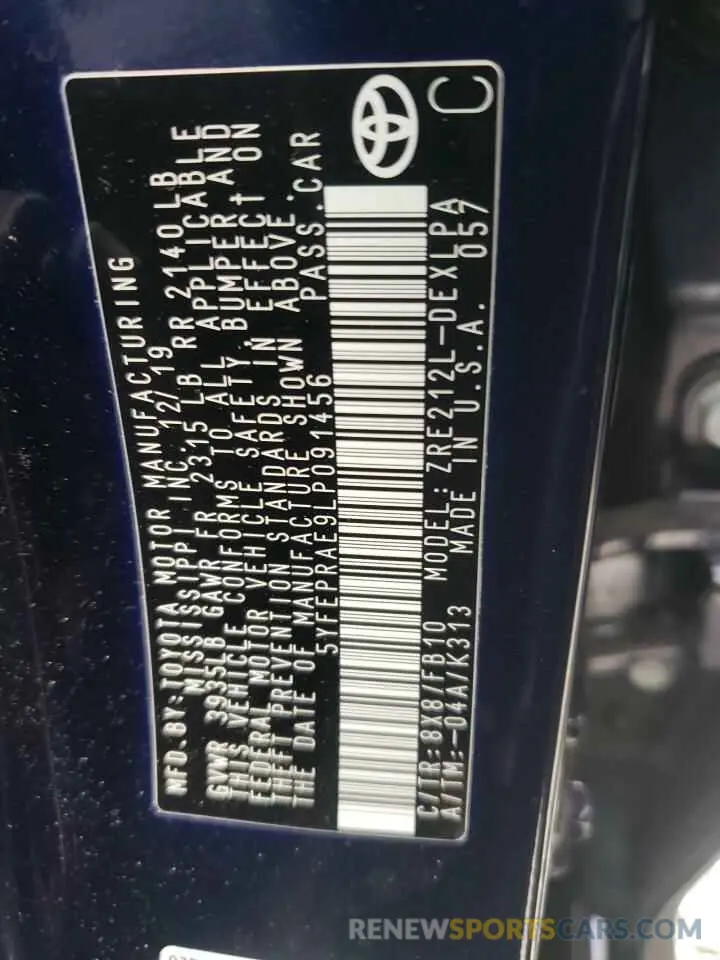 MFD.BY:TOYOTA MOTOR MANUFACTURING
MISSISSIPPI INC.12/19
GVWR 3935LB GAWR FR 2315 LB RR 2140LB
THIS VEHICLE CONFORMS TO ALL APPLICABLE
FEDERAL MOTOR VEHICLE SAFETY, BUMPER AND
THEFT PREVENTION STANDARDS IN EFFECT ON
THE DATE OF MANUFACTURE SHOWN ABOVE.
5YFEPRAE9LP091456 PASS.CAR
C/TR:8X8/FB10 MODEL:ZRE212L-DEXLPA
A/TM:-04A/K313 MADE IN U.S.A. 057
C
RENEWSPORTSCARS.COM